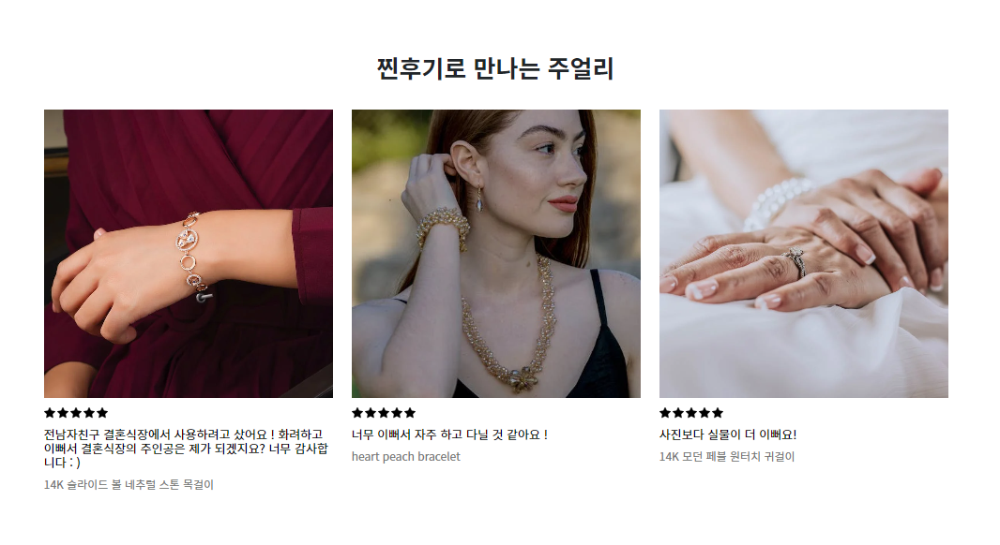 찐후기로 만나는 주얼리
★★★★★
전남자친구 결혼식장에서 사용하려고 샀어요 ! 화려하고
이뻐서 결혼식장의 주인공은 제가 되겠지요? 너무 감사합
니다 : )
14K 슬라이드 볼 네추럴 스톤 목걸이
★★★★★
너무 이뻐서 자주 하고 다닐 것 같아요 !
heart peach bracelet
★★★★★
사진보다 실물이 더 이뻐요!
14K 모던 페블 원터치 귀걸이